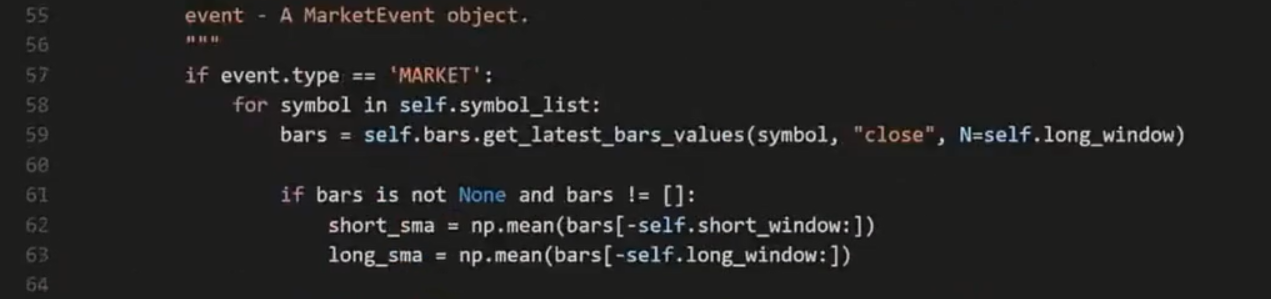 55 event - A MarketEvent object.
56 """
57 if event.type == 'MARKET':
58 for symbol in self.symbol_list:
59 bars = self.bars.get_latest_bars_values(symbol, "close", N=self.long_window)
60
61 if bars is not None and bars != []:
62 short_sma = np.mean(bars[-self.short_window:])
63 long_sma = np.mean(bars[-self.long_window:])
64